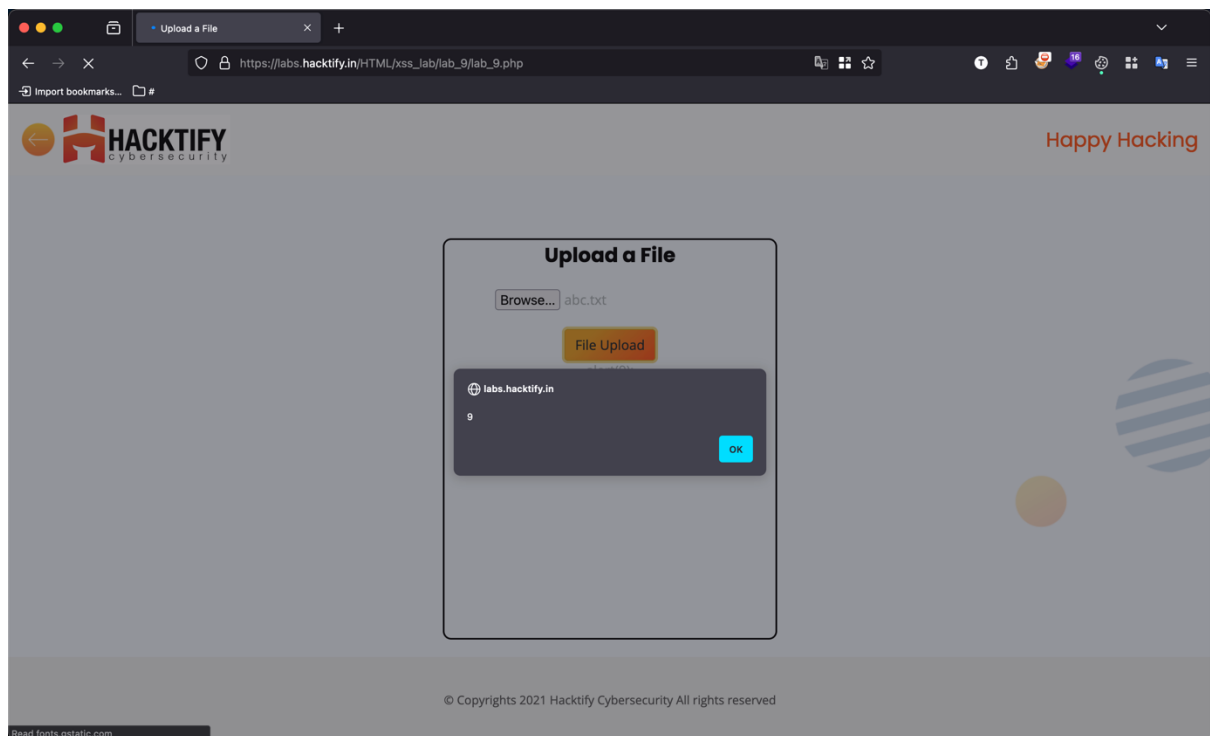 Upload a File
https://labs.hacktify.in/HTML/xss_lab/lab_9/lab_9.php
16
Import bookmarks... #
HACKTIFY
cybersecurity
Happy Hacking
Upload a File
Browse... abc.txt
File Upload
labs.hacktify.in
9
OK
© Copyrights 2021 Hacktify Cybersecurity All rights reserved
Read fonts.gstatic.com